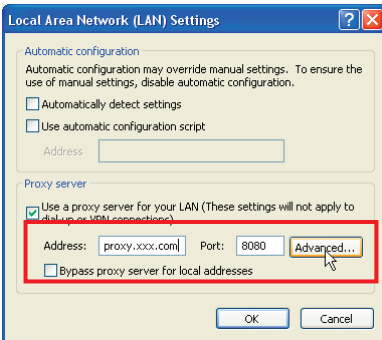 Local Area Network (LAN) Settings
Automatic configuration
Automatic configuration may override manual settings. To ensure the
use of manual settings, disable automatic configuration.
Automatically detect settings
Use automatic configuration script
Address
Proxy server
Use a proxy server for your LAN (These settings will not apply to
dial-up or VPN connections)
Address: proxy.xxx.com Port: 8080 Advanced...
Bypass proxy server for local addresses
OK Cancel